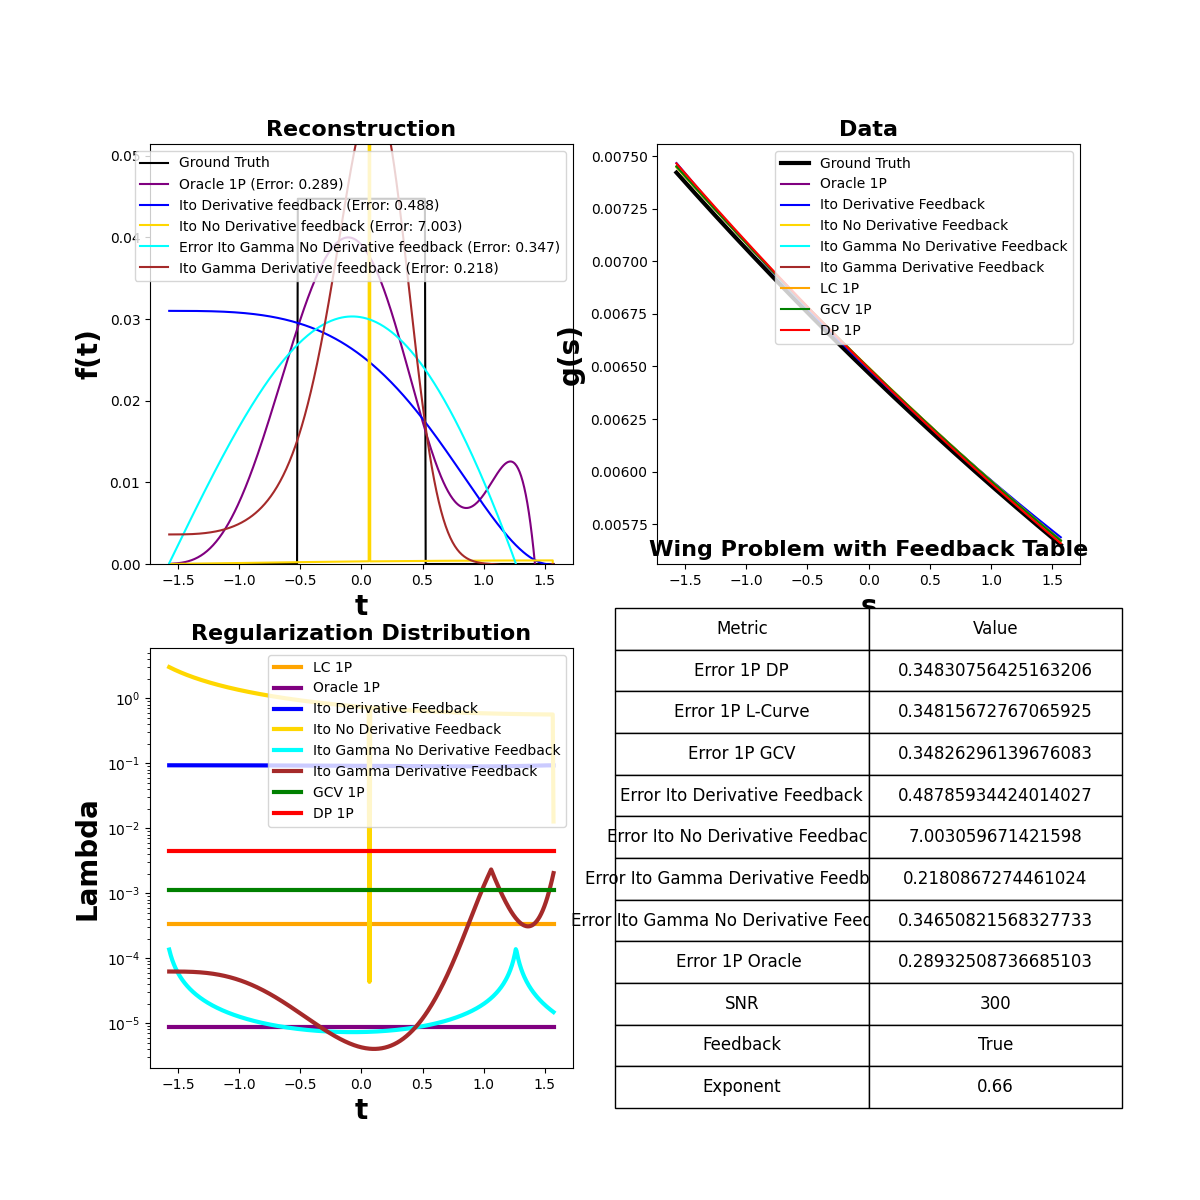 Reconstruction
0.05
0.04
0.03
0.02
0.01
0.00
f(t)
Ground Truth
Oracle 1P (Error: 0.289)
Ito Derivative feedback (Error: 0.488)
Ito No Derivative feedback (Error: 7.003)
Error Ito Gamma No Derivative feedback (Error: 0.347)
Ito Gamma Derivative feedback (Error: 0.218)
−1.5 −1.0 −0.5 0.0 0.5 1.0 1.5
t
Data
0.00750
0.00725
0.00700
0.00675
0.00650
0.00625
0.00600
0.00575
g(s)
Ground Truth
Oracle 1P
Ito Derivative Feedback
Ito No Derivative Feedback
Ito Gamma No Derivative Feedback
Ito Gamma Derivative Feedback
LC 1P
GCV 1P
DP 1P
−1.5 −1.0 −0.5 0.0 0.5 1.0 1.5
s
Regularization Distribution
10⁰
10⁻¹
10⁻²
10⁻³
10⁻⁴
10⁻⁵
Lambda
LC 1P
Oracle 1P
Ito Derivative Feedback
Ito No Derivative Feedback
Ito Gamma No Derivative Feedback
Ito Gamma Derivative Feedback
GCV 1P
DP 1P
−1.5 −1.0 −0.5 0.0 0.5 1.0 1.5
t
Wing Problem with Feedback Table
Metric Value
Error 1P DP 0.34830756425163206
Error 1P L-Curve 0.34815672767065925
Error 1P GCV 0.34826296139676083
Error Ito Derivative Feedback 0.48785934424014027
Error Ito No Derivative Feedbac 7.003059671421598
Error Ito Gamma Derivative Feedb 0.2180867274461024
Error Ito Gamma No Derivative Feed 0.34650821568327733
Error 1P Oracle 0.28932508736685103
SNR 300
Feedback True
Exponent 0.66